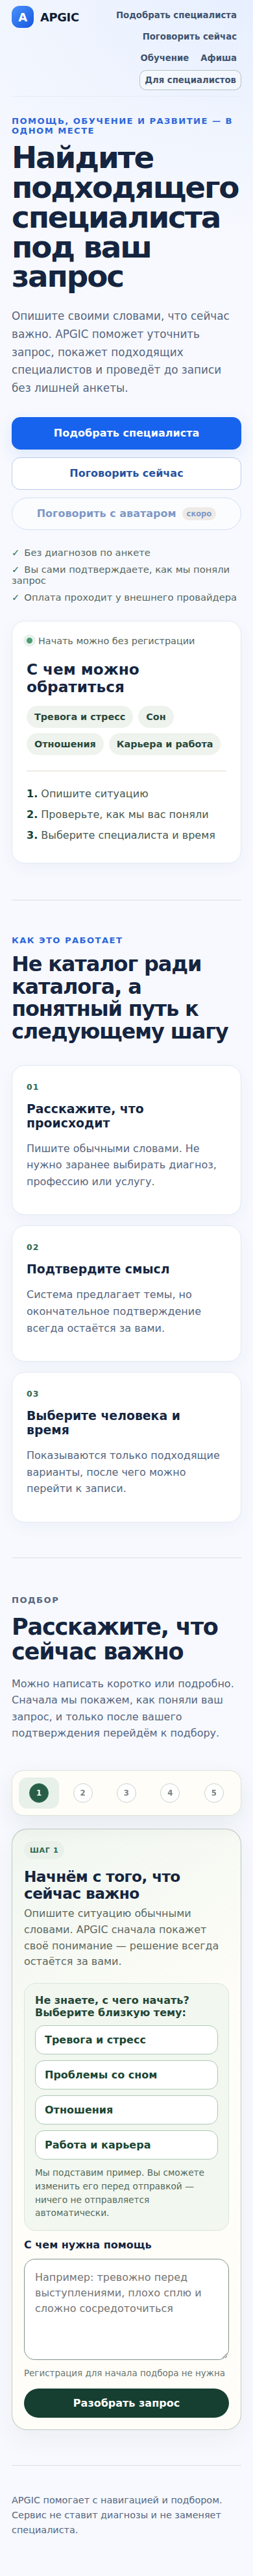 A APGIC
Подобрать специалиста
Поговорить сейчас
Обучение Афиша
Для специалистов
ПОМОЩЬ, ОБУЧЕНИЕ И РАЗВИТИЕ — В
ОДНОМ МЕСТЕ
Найдите
подходящего
специалиста
под ваш
запрос
Опишите своими словами, что сейчас
важно. APGIC поможет уточнить
запрос, покажет подходящих
специалистов и проведёт до записи
без лишней анкеты.
Подобрать специалиста
Поговорить сейчас
Поговорить с аватаром скоро
✓ Без диагнозов по анкете
✓ Вы сами подтверждаете, как мы поняли
запрос
✓ Оплата проходит у внешнего провайдера
Начать можно без регистрации
С чем можно
обратиться
Тревога и стресс Сон
Отношения Карьера и работа
1. Опишите ситуацию
2. Проверьте, как мы вас поняли
3. Выберите специалиста и время
КАК ЭТО РАБОТАЕТ
Не каталог ради
каталога, а
понятный путь к
следующему шагу
01
Расскажите, что
происходит
Пишите обычными словами. Не
нужно заранее выбирать диагноз,
профессию или услугу.
02
Подтвердите смысл
Система предлагает темы, но
окончательное подтверждение
всегда остаётся за вами.
03
Выберите человека и
время
Показываются только подходящие
варианты, после чего можно
перейти к записи.
ПОДБОР
Расскажите, что
сейчас важно
Можно написать коротко или подробно.
Сначала мы покажем, как поняли ваш
запрос, и только после вашего
подтверждения перейдём к подбору.
1 2 3 4 5
ШАГ 1
Начнём с того, что
сейчас важно
Опишите ситуацию обычными
словами. APGIC сначала покажет
своё понимание — решение всегда
остаётся за вами.
Не знаете, с чего начать?
Выберите близкую тему:
Тревога и стресс
Проблемы со сном
Отношения
Работа и карьера
Мы подставим пример. Вы сможете
изменить его перед отправкой —
ничего не отправляется
автоматически.
С чем нужна помощь
Например: тревожно перед
выступлениями, плохо сплю и
сложно сосредоточиться
Регистрация для начала подбора не нужна
Разобрать запрос
APGIC помогает с навигацией и подбором.
Сервис не ставит диагнозы и не заменяет
специалиста.